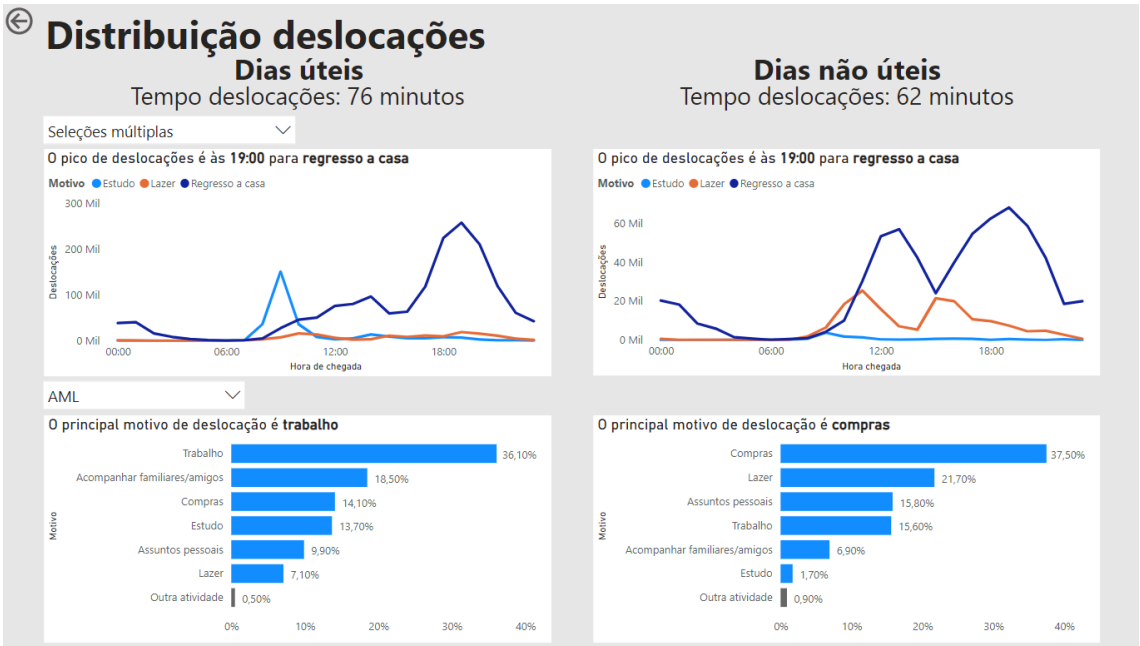 Distribuição deslocações
Dias úteis
Tempo deslocações: 76 minutos
Dias não úteis
Tempo deslocações: 62 minutos
Seleções múltiplas
O pico de deslocações é às 19:00 para regresso a casa
Motivo Estudo Lazer Regresso a casa
300 Mil
200 Mil
100 Mil
0 Mil
Deslocações
00:00 06:00 12:00 18:00
Hora de chegada
O pico de deslocações é às 19:00 para regresso a casa
Motivo Estudo Lazer Regresso a casa
60 Mil
40 Mil
20 Mil
0 Mil
Deslocações
00:00 06:00 12:00 18:00
Hora chegada
AML
O principal motivo de deslocação é trabalho
Motivo
Trabalho 36,10%
Acompanhar familiares/amigos 18,50%
Compras 14,10%
Estudo 13,70%
Assuntos pessoais 9,90%
Lazer 7,10%
Outra atividade 0,50%
0% 10% 20% 30% 40%
O principal motivo de deslocação é compras
Motivo
Compras 37,50%
Lazer 21,70%
Assuntos pessoais 15,80%
Trabalho 15,60%
Acompanhar familiares/amigos 6,90%
Estudo 1,70%
Outra atividade 0,90%
0% 10% 20% 30% 40%